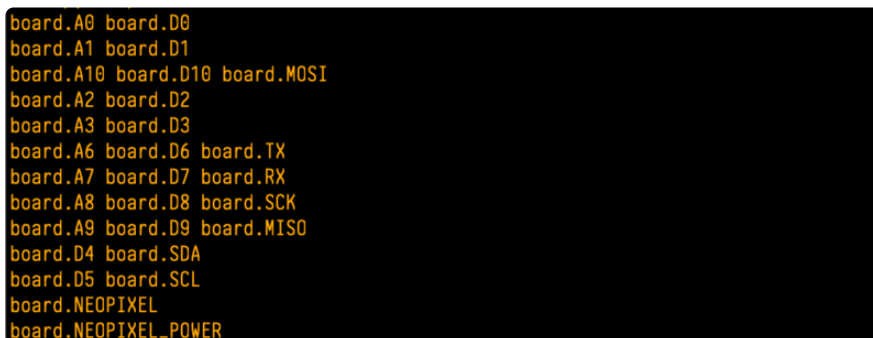 board.A0 board.D0
board.A1 board.D1
board.A10 board.D10 board.MOSI
board.A2 board.D2
board.A3 board.D3
board.A6 board.D6 board.TX
board.A7 board.D7 board.RX
board.A8 board.D8 board.SCK
board.A9 board.D9 board.MISO
board.D4 board.SDA
board.D5 board.SCL
board.NEOPIXEL
board.NEOPIXEL_POWER